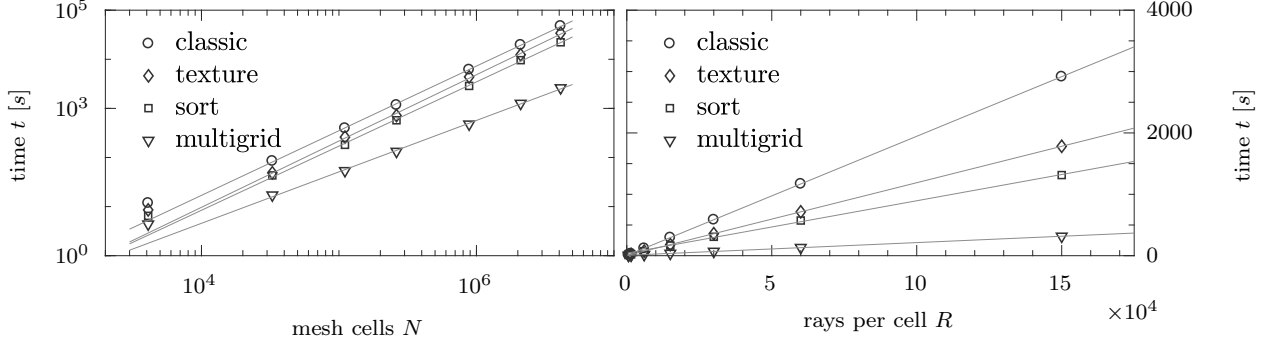 10^5
10^3
10^0
time t [s]
classic
texture
sort
multigrid
10^4
10^6
mesh cells N
classic
texture
sort
multigrid
4000
2000
0
time t [s]
0
5
10
15
×10^4
rays per cell R